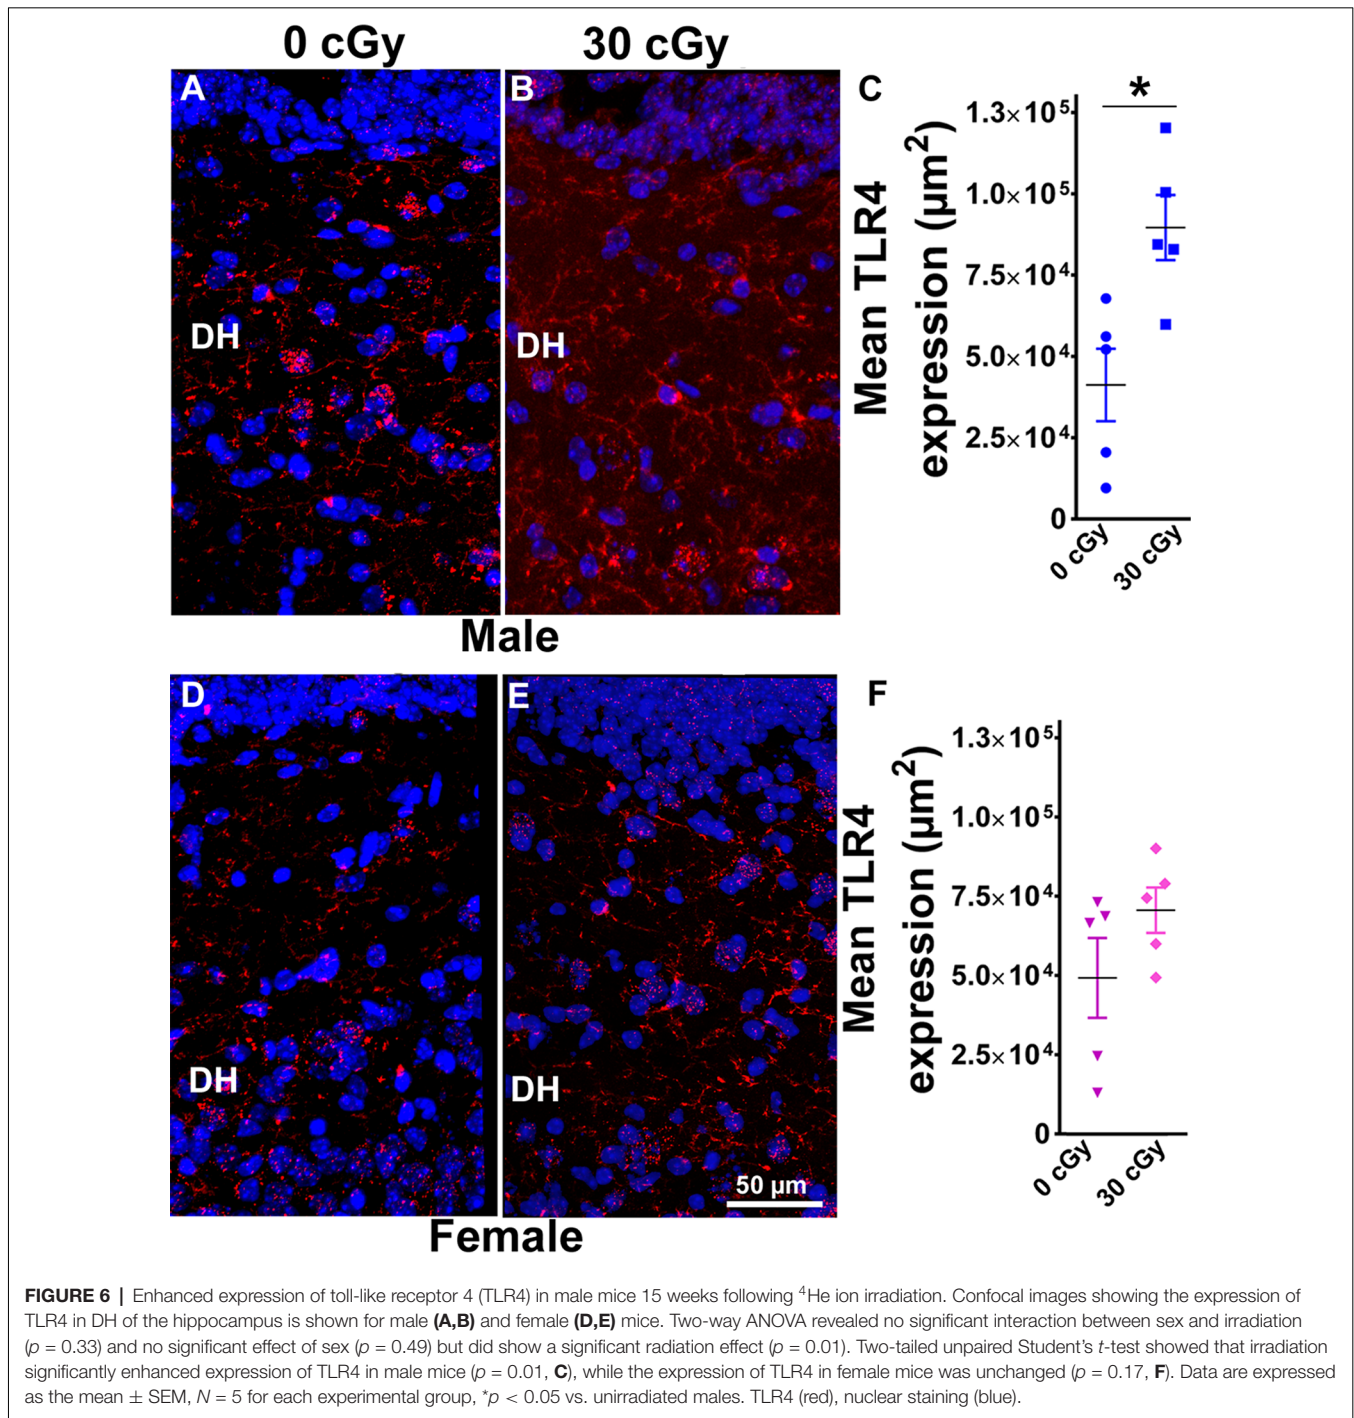 0 cGy 30 cGy
A B C
*
1.3×10⁵
1.0×10⁵
7.5×10⁴
5.0×10⁴
2.5×10⁴
0
Mean TLR4
expression (µm²)
0 cGy 30 cGy
DH DH
Male
D E F
1.3×10⁵
1.0×10⁵
7.5×10⁴
5.0×10⁴
2.5×10⁴
0
Mean TLR4
expression (µm²)
0 cGy 30 cGy
DH DH
50 µm
Female
FIGURE 6 | Enhanced expression of toll-like receptor 4 (TLR4) in male mice 15 weeks following ⁴He ion irradiation. Confocal images showing the expression of
TLR4 in DH of the hippocampus is shown for male (A,B) and female (D,E) mice. Two-way ANOVA revealed no significant interaction between sex and irradiation
(p = 0.33) and no significant effect of sex (p = 0.49) but did show a significant radiation effect (p = 0.01). Two-tailed unpaired Student's t-test showed that irradiation
significantly enhanced expression of TLR4 in male mice (p = 0.01, C), while the expression of TLR4 in female mice was unchanged (p = 0.17, F). Data are expressed
as the mean ± SEM, N = 5 for each experimental group, *p < 0.05 vs. unirradiated males. TLR4 (red), nuclear staining (blue).